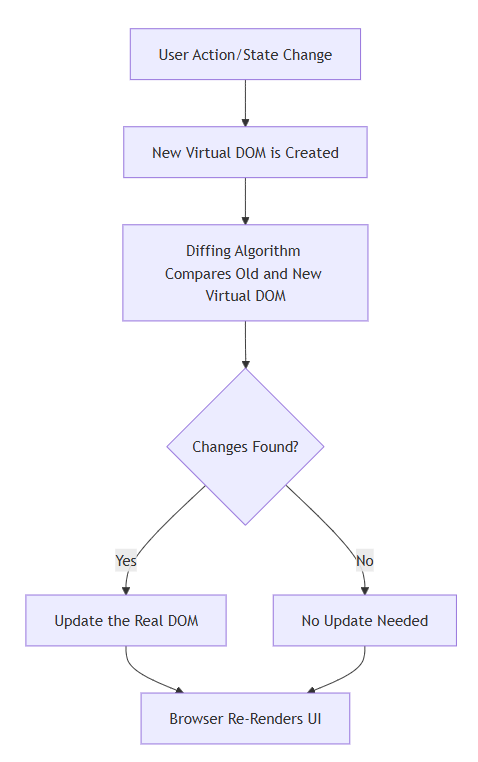 User Action/State Change
New Virtual DOM is Created
Diffing Algorithm
Compares Old and New
Virtual DOM
Changes Found?
Yes
No
Update the Real DOM
No Update Needed
Browser Re-Renders UI